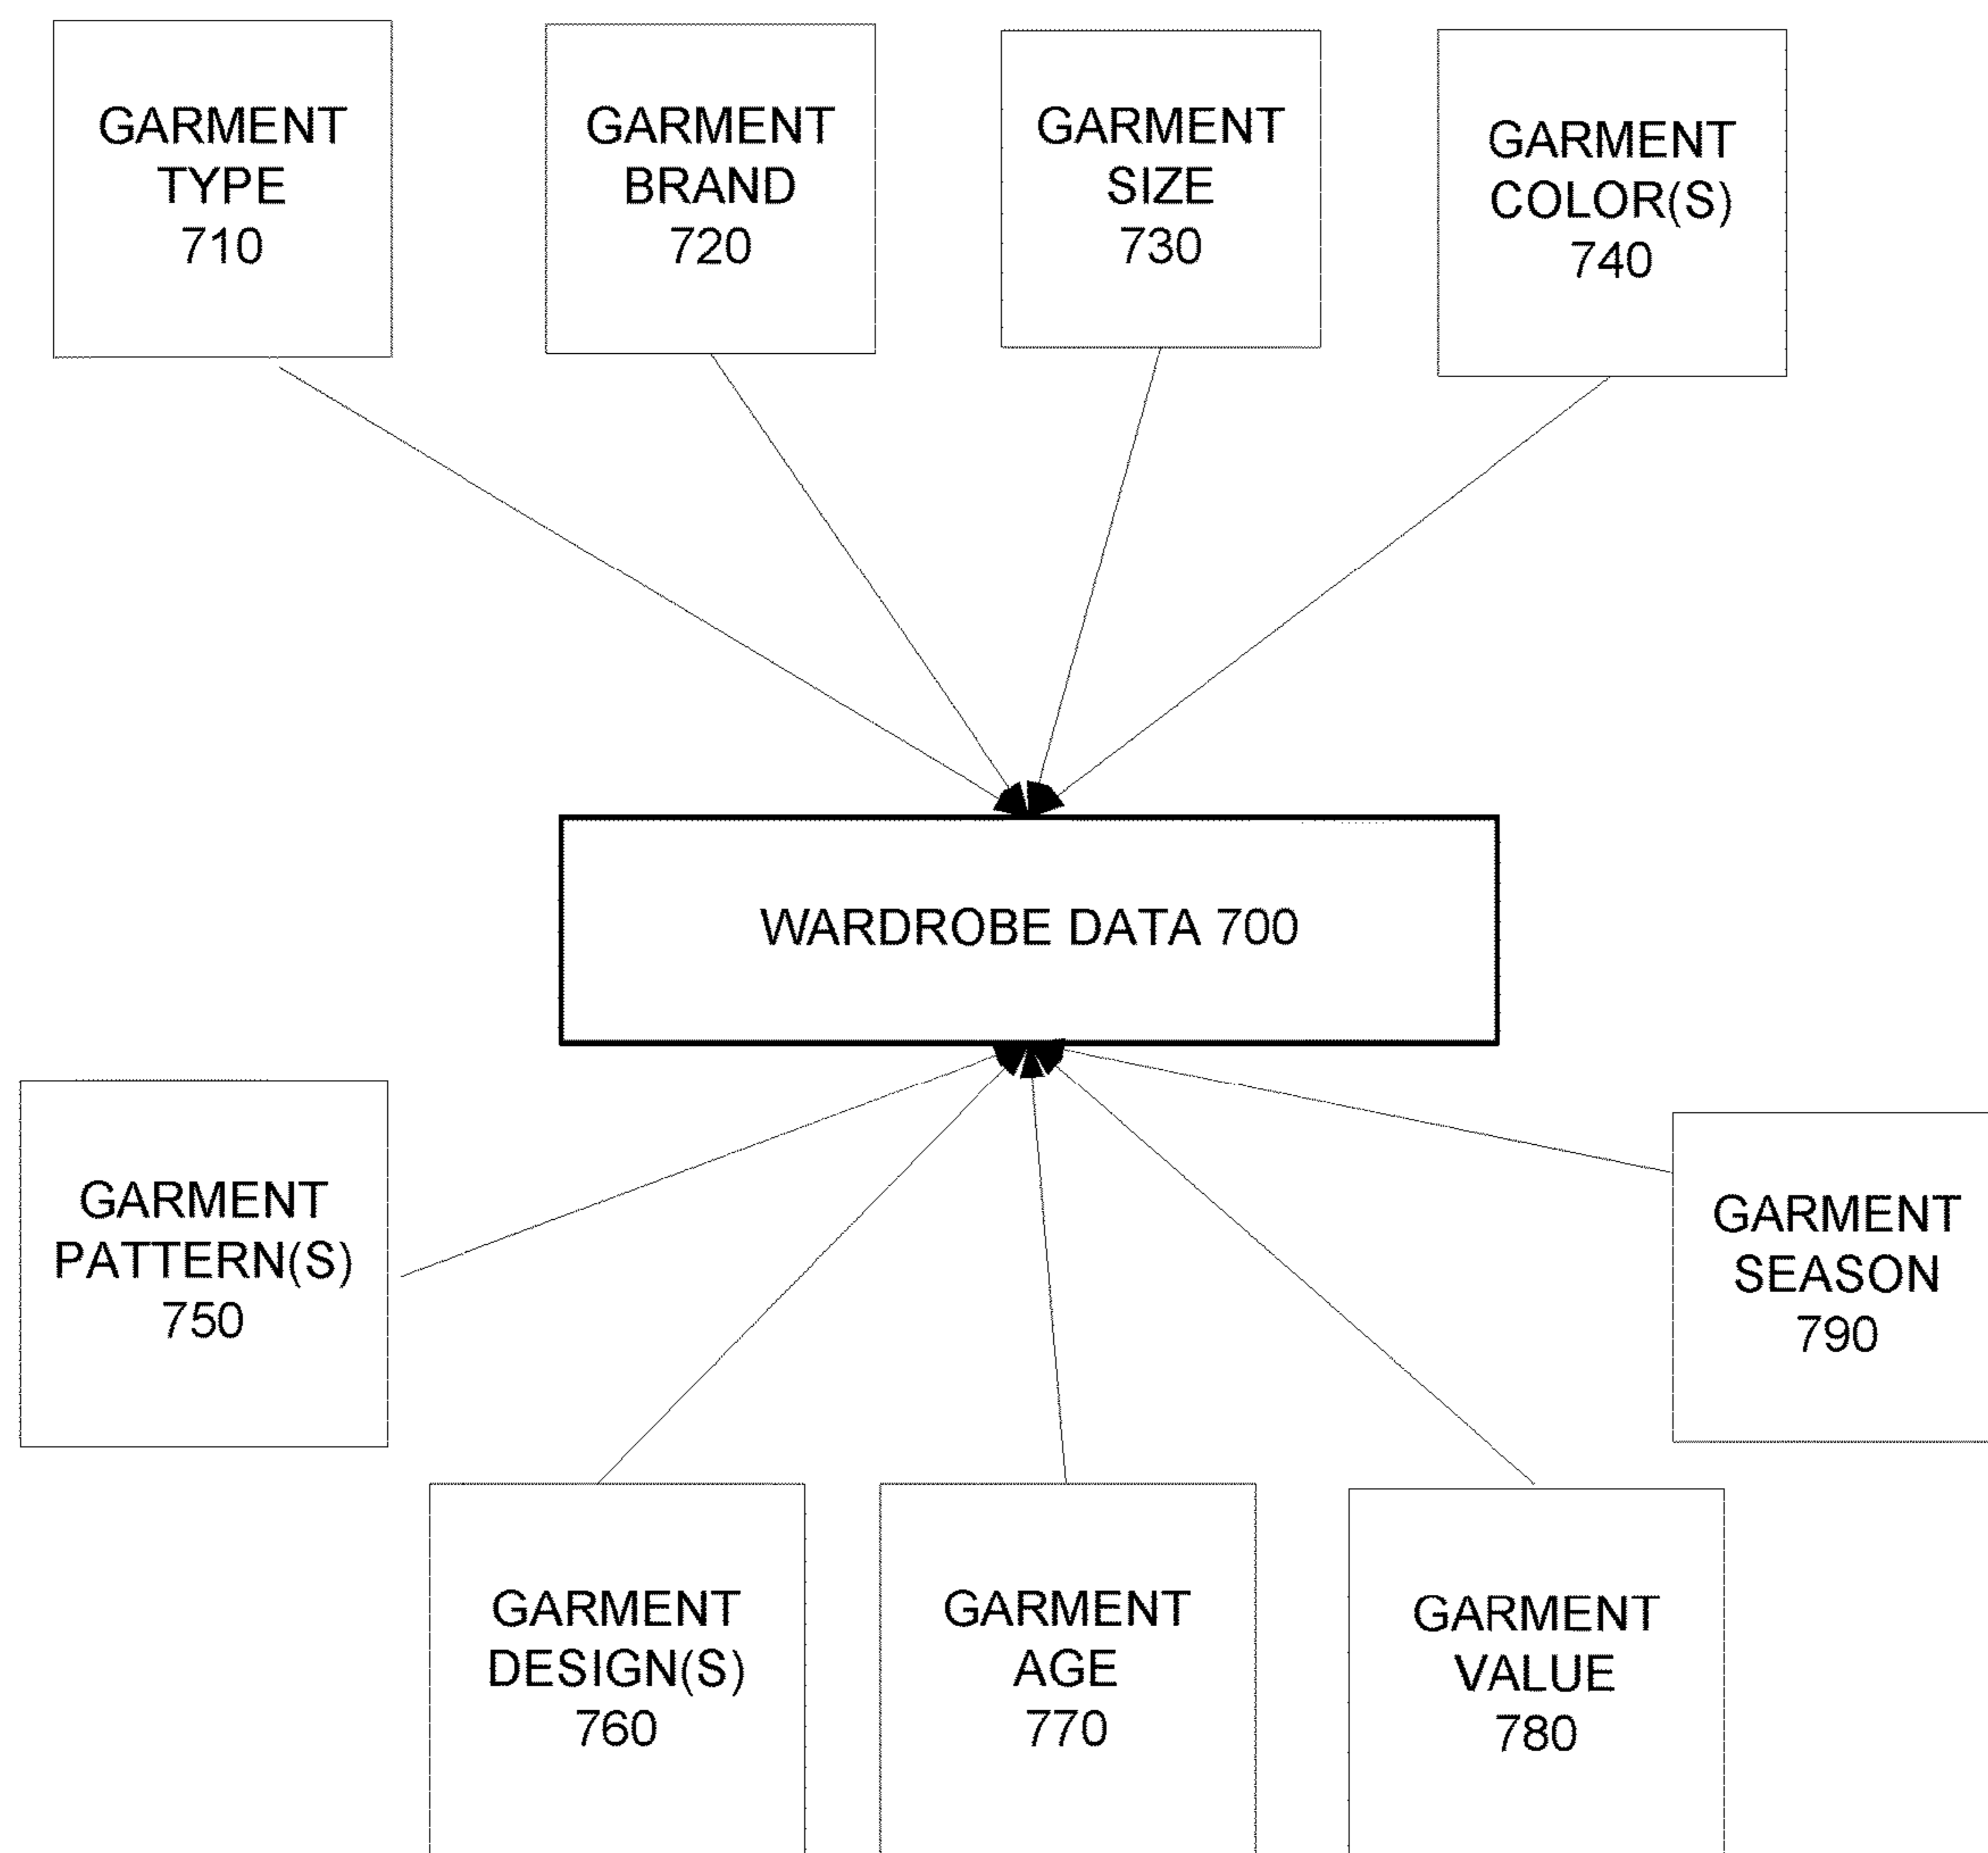 GARMENT
TYPE
710
GARMENT
BRAND
720
GARMENT
SIZE
730
GARMENT
COLOR(S)
740
WARDROBE DATA 700
GARMENT
PATTERN(S)
750
GARMENT
SEASON
790
GARMENT
DESIGN(S)
760
GARMENT
AGE
770
GARMENT
VALUE
780